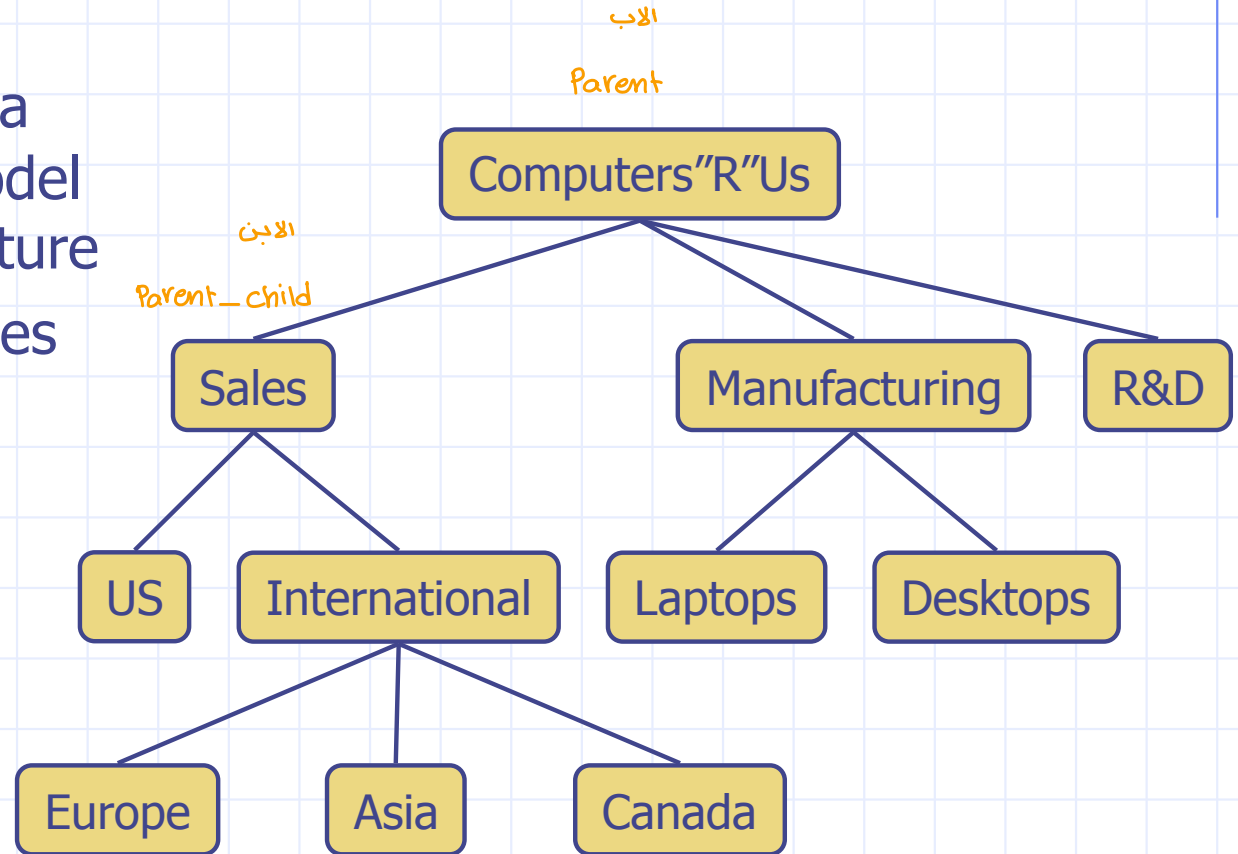 الاب
Parent
a
odel
ture
es
Computers”R”Us
الابن
Parent_child
Sales
Manufacturing
R&D
US
International
Laptops
Desktops
Europe
Asia
Canada